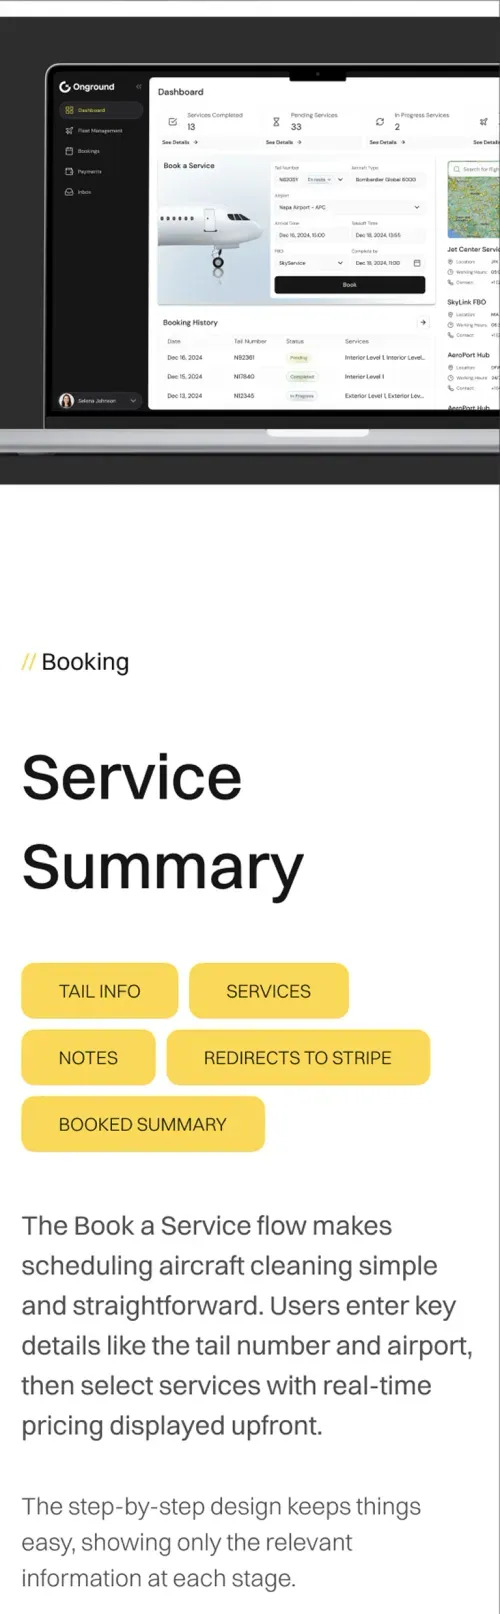 Onground
Dashboard
Fleet Management
Bookings
Payments
Inbox
Selena Johnson
Dashboard
Services Completed
13
See Details
Pending Services
33
See Details
In Progress Services
2
See Details
See Details
Book a Service
Tail Number
Aircraft Type
N82051
Bombardier Global 6000
Airport
Napa Airport - APC
Arrival Time
Takeoff Time
Dec 16, 2024, 15:00
Dec 18, 2024, 13:55
FBO
Complete by
SkyService
Dec 18, 2024, 11:00
Book
Booking History
Date
Tail Number
Status
Services
Dec 16, 2024
N92361
Pending
Interior Level 1, Interior Level...
Dec 15, 2024
N17840
Completed
Interior Level 1
Dec 13, 2024
N12345
In Progress
Exterior Level 1, Exterior Lev...
Search for fligh
Jet Center Servic
Location
Working Hours
Contact
SkyLink FBO
Location
Working Hours
Contact
AeroPort Hub
Location
Working Hours
Contact
AeroPort Hub
// Booking
Service
Summary
TAIL INFO
SERVICES
NOTES
REDIRECTS TO STRIPE
BOOKED SUMMARY
The Book a Service flow makes
scheduling aircraft cleaning simple
and straightforward. Users enter key
details like the tail number and airport,
then select services with real-time
pricing displayed upfront.
The step-by-step design keeps things
easy, showing only the relevant
information at each stage.